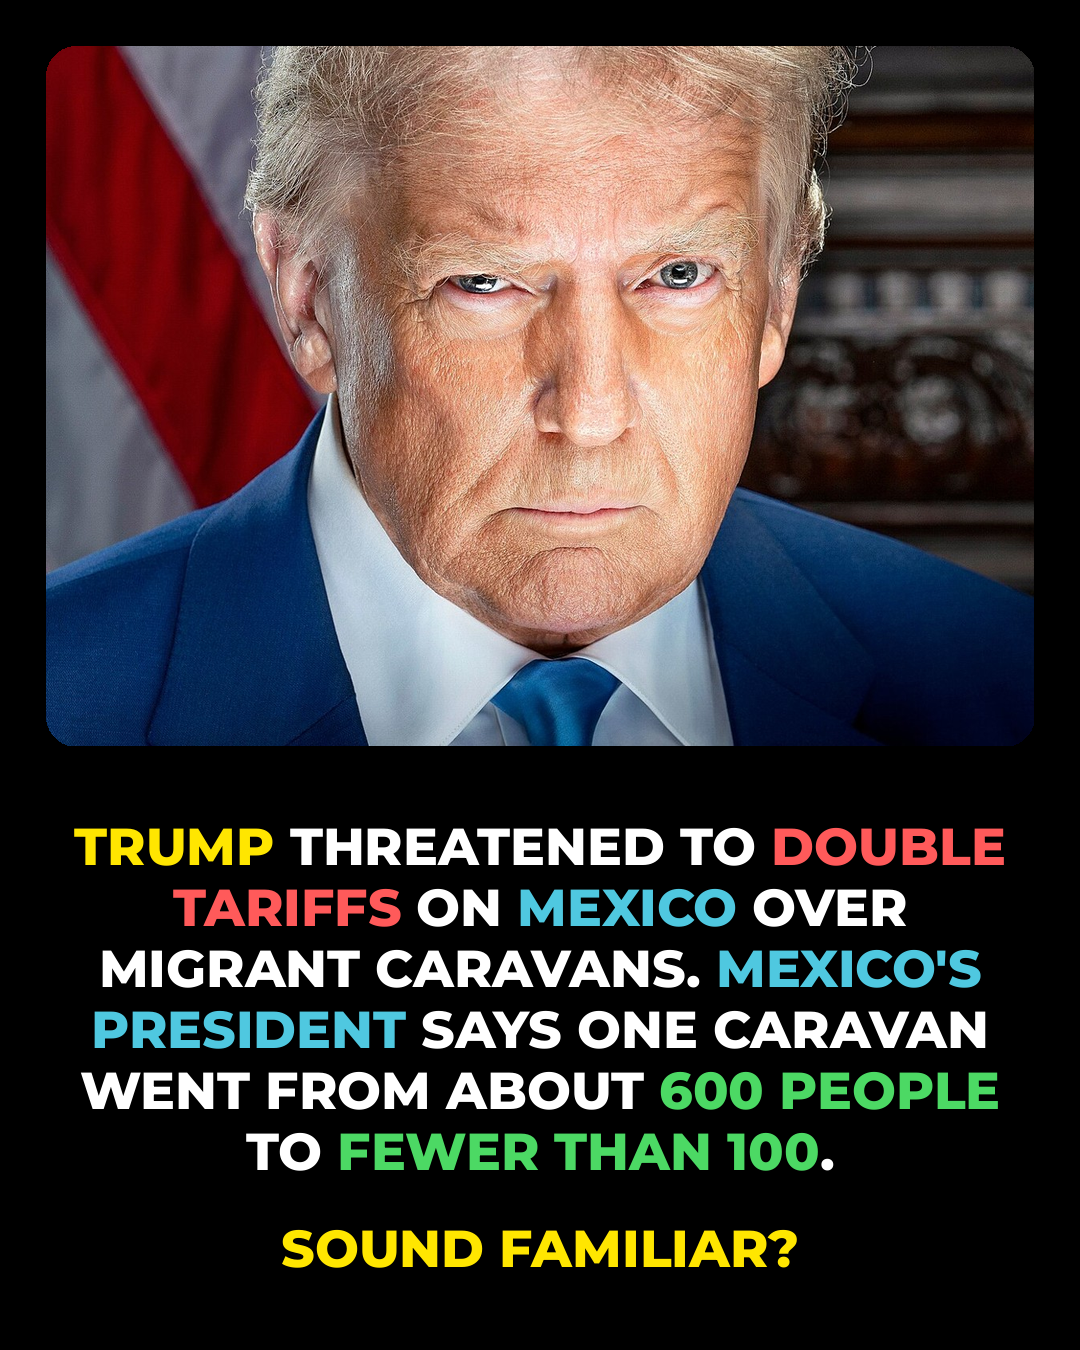 TRUMP THREATENED TO DOUBLE
TARIFFS ON MEXICO OVER
MIGRANT CARAVANS. MEXICO'S
PRESIDENT SAYS ONE CARAVAN
WENT FROM ABOUT 600 PEOPLE
TO FEWER THAN 100.
SOUND FAMILIAR?